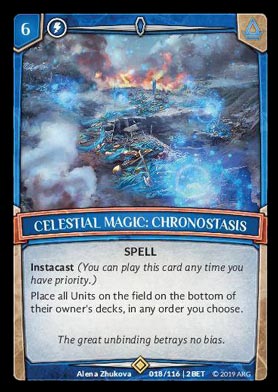 6
CELESTIAL MAGIC: CHRONOSTASIS
SPELL
Instacast (You can play this card any time you
have priority.)
Place all Units on the field on the bottom of
their owner's decks, in any order you choose.
The great unbinding betrays no bias.
Alena Zhukova 018/116 | 2BET © 2019 ARG